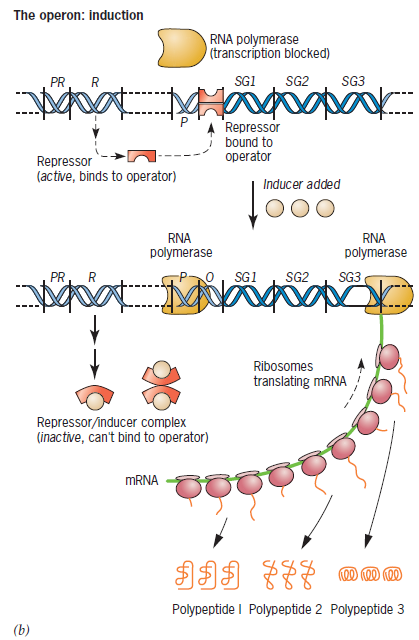 The operon: induction
RNA polymerase
(transcription blocked)
PR R SG1 SG2 SG3
P
Repressor
bound to
operator
Repressor
(active, binds to operator)
Inducer added
RNA
polymerase
RNA
polymerase
PR R P O SG1 SG2 SG3
Ribosomes
translating mRNA
Repressor/inducer complex
(inactive, can't bind to operator)
mRNA
Polypeptide I Polypeptide 2 Polypeptide 3
(b)